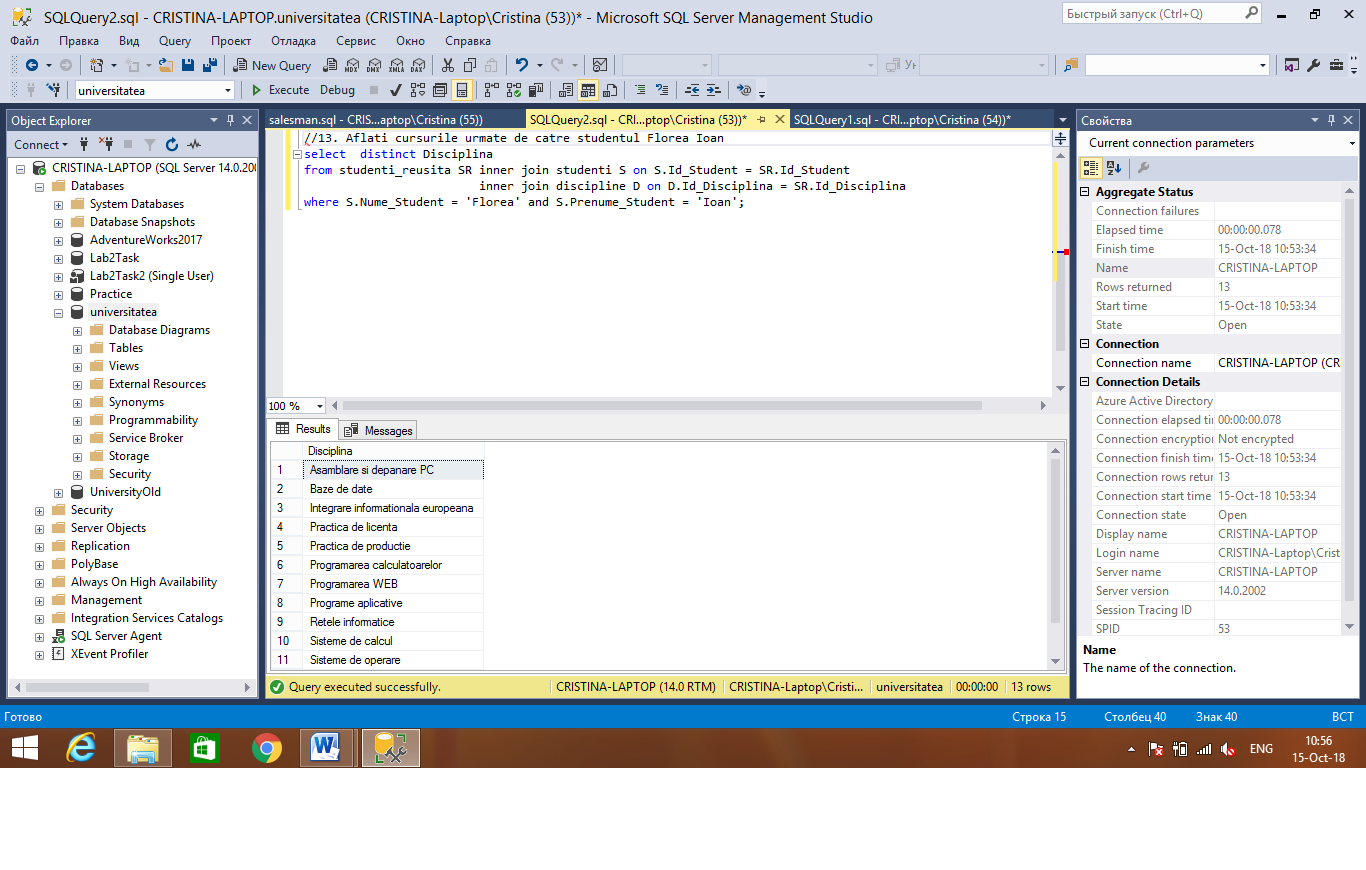 SQLQuery2.sql - CRISTINA-LAPTOP.universitatea (CRISTINA-Laptop\Cristina (53))* - Microsoft SQL Server Management Studio
Быстрый запуск (Ctrl+Q)
Файл Правка Вид Query Проект Отладка Сервис Окно Справка
New Query MDX DMX XMLA DAX
universitatea Execute Debug
Object Explorer
Connect
CRISTINA-LAPTOP (SQL Server 14.0.200
Databases
System Databases
Database Snapshots
AdventureWorks2017
Lab2Task
Lab2Task2 (Single User)
Practice
universitatea
Database Diagrams
Tables
Views
External Resources
Synonyms
Programmability
Service Broker
Storage
Security
UniversityOld
Security
Server Objects
Replication
PolyBase
Always On High Availability
Management
Integration Services Catalogs
SQL Server Agent
XEvent Profiler
salesman.sql - CRIS...aptop\Cristina (55)) SQLQuery2.sql - CRI...ptop\Cristina (53))* SQLQuery1.sql - CRI...ptop\Cristina (54))*
//13. Aflati cursurile urmate de catre studentul Florea Ioan
select distinct Disciplina
from studenti_reusita SR inner join studenti S on S.Id_Student = SR.Id_Student
inner join discipline D on D.Id_Disciplina = SR.Id_Disciplina
where S.Nume_Student = 'Florea' and S.Prenume_Student = 'Ioan';
100 %
Results Messages
Disciplina
1 Asamblare si depanare PC
2 Baze de date
3 Integrare informationala europeana
4 Practica de licenta
5 Practica de productie
6 Programarea calculatoarelor
7 Programarea WEB
8 Programe aplicative
9 Retele informatice
10 Sisteme de calcul
11 Sisteme de operare
Query executed successfully. CRISTINA-LAPTOP (14.0 RTM) CRISTINA-Laptop\Cristi... universitatea 00:00:00 13 rows
Свойства
Current connection parameters
Aggregate Status
Connection failures
Elapsed time 00:00:00.078
Finish time 15-Oct-18 10:53:34
Name CRISTINA-LAPTOP
Rows returned 13
Start time 15-Oct-18 10:53:34
State Open
Connection
Connection name CRISTINA-LAPTOP (CR
Connection Details
Azure Active Directory
Connection elapsed ti 00:00:00.078
Connection encryption Not encrypted
Connection finish time 15-Oct-18 10:53:34
Connection rows retur 13
Connection start time 15-Oct-18 10:53:34
Connection state Open
Display name CRISTINA-LAPTOP
Login name CRISTINA-Laptop\Crist
Server name CRISTINA-LAPTOP
Server version 14.0.2002
Session Tracing ID
SPID 53
Name
The name of the connection.
Готово Строка 15 Столбец 40 Знак 40 ВСТ
ENG 10:56
15-Oct-18